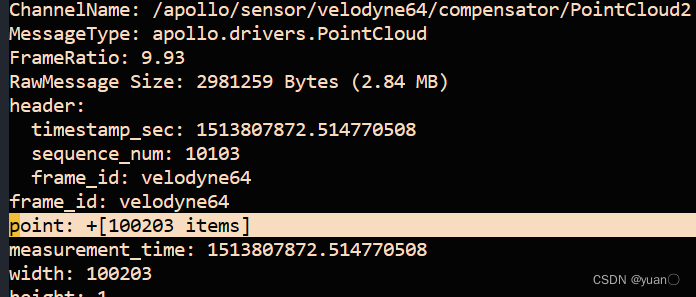 ChannelName: /apollo/sensor/velodyne64/compensator/PointCloud2
MessageType: apollo.drivers.PointCloud
FrameRatio: 9.93
RawMessage Size: 2981259 Bytes (2.84 MB)
header:
  timestamp_sec: 1513807872.514770508
  sequence_num: 10103
  frame_id: velodyne64
frame_id: velodyne64
point: +[100203 items]
measurement_time: 1513807872.514770508
width: 100203
height: 1
CSDN @yuan〇